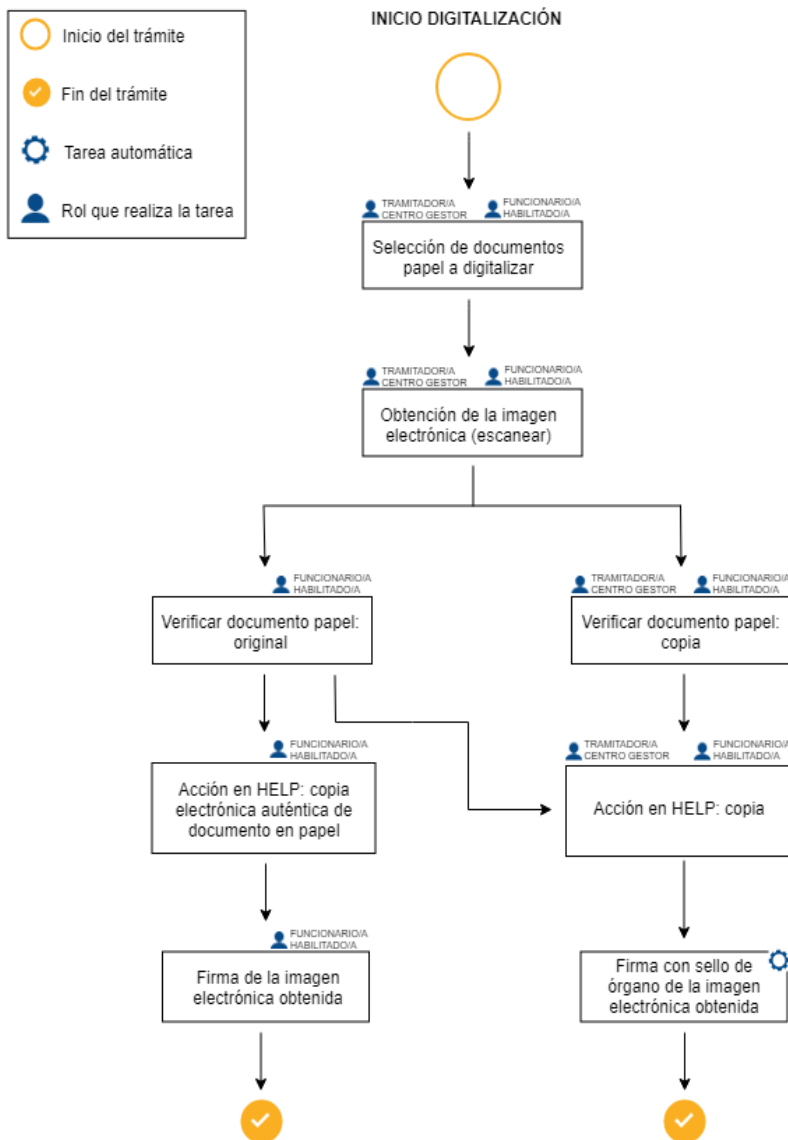 Inicio del trámite
Fin del trámite
Tarea automática
Rol que realiza la tarea
INICIO DIGITALIZACIÓN
TRAMITADOR/A
CENTRO GESTOR
FUNCIONARIO/A
HABILITADO/A
Selección de documentos
papel a digitalizar
TRAMITADOR/A
CENTRO GESTOR
FUNCIONARIO/A
HABILITADO/A
Obtención de la imagen
electrónica (escanear)
FUNCIONARIO/A
HABILITADO/A
Verificar documento papel:
original
TRAMITADOR/A
CENTRO GESTOR
FUNCIONARIO/A
HABILITADO/A
Verificar documento papel:
copia
FUNCIONARIO/A
HABILITADO/A
Acción en HELP: copia
electrónica auténtica de
documento en papel
TRAMITADOR/A
CENTRO GESTOR
FUNCIONARIO/A
HABILITADO/A
Acción en HELP: copia
FUNCIONARIO/A
HABILITADO/A
Firma de la imagen
electrónica obtenida
Firma con sello de
órgano de la imagen
electrónica obtenida